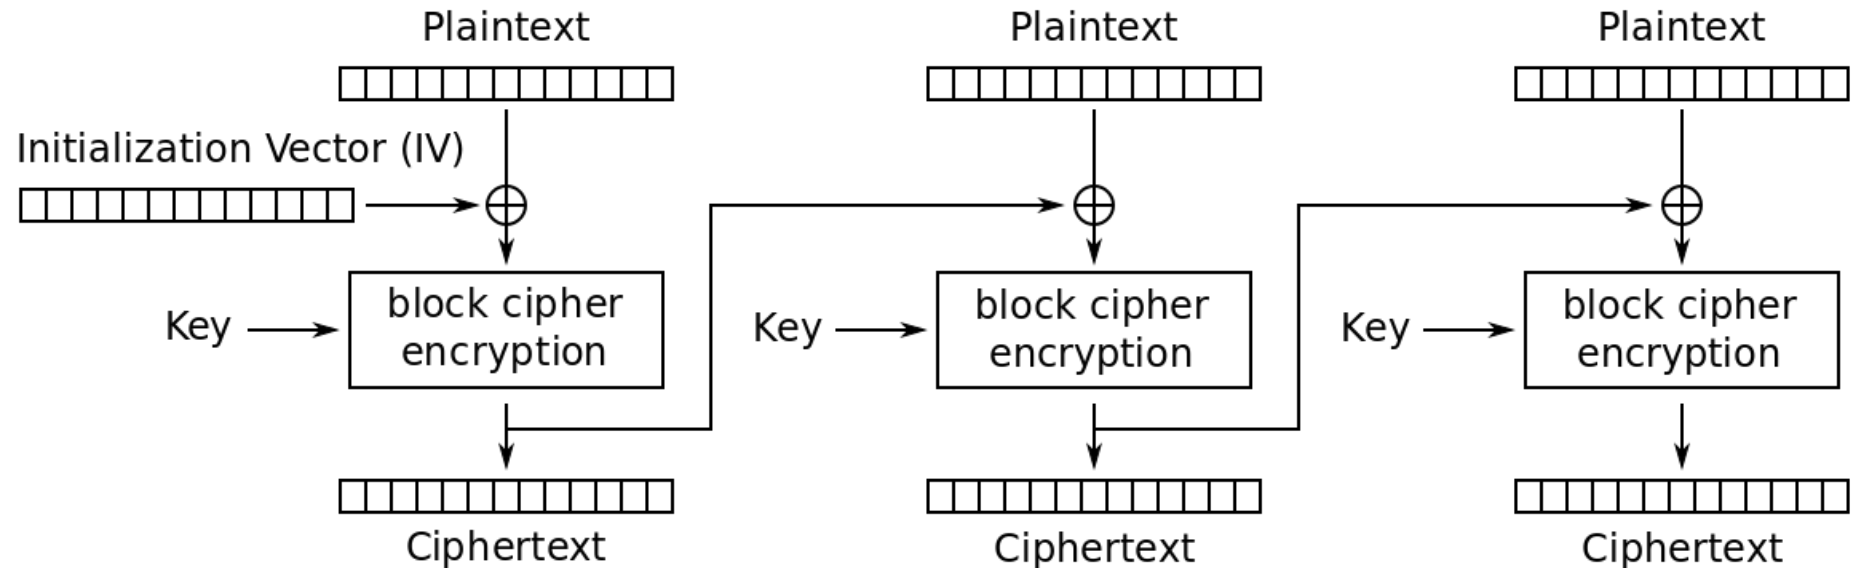 Plaintext
Plaintext
Plaintext
Initialization Vector (IV)
Key
block cipher
encryption
Key
block cipher
encryption
Key
block cipher
encryption
Ciphertext
Ciphertext
Ciphertext